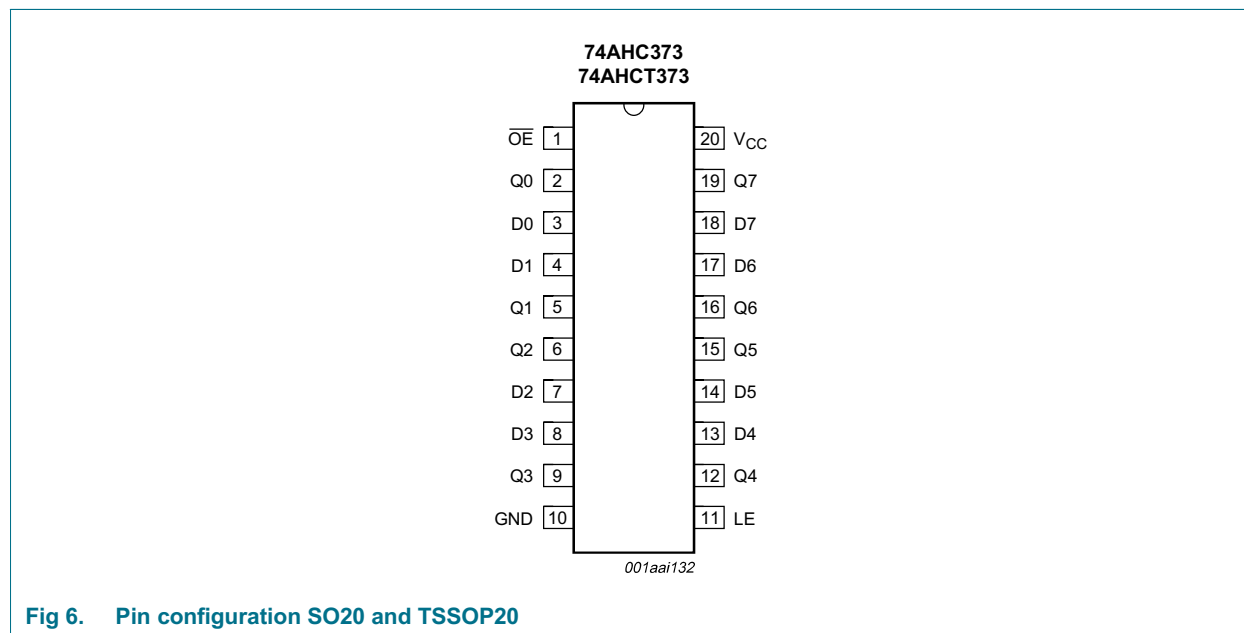 74AHC373
74AHCT373
OE 1 20 VCC
Q0 2 19 Q7
D0 3 18 D7
D1 4 17 D6
Q1 5 16 Q6
Q2 6 15 Q5
D2 7 14 D5
D3 8 13 D4
Q3 9 12 Q4
GND 10 11 LE
001aai132
Fig 6. Pin configuration SO20 and TSSOP20